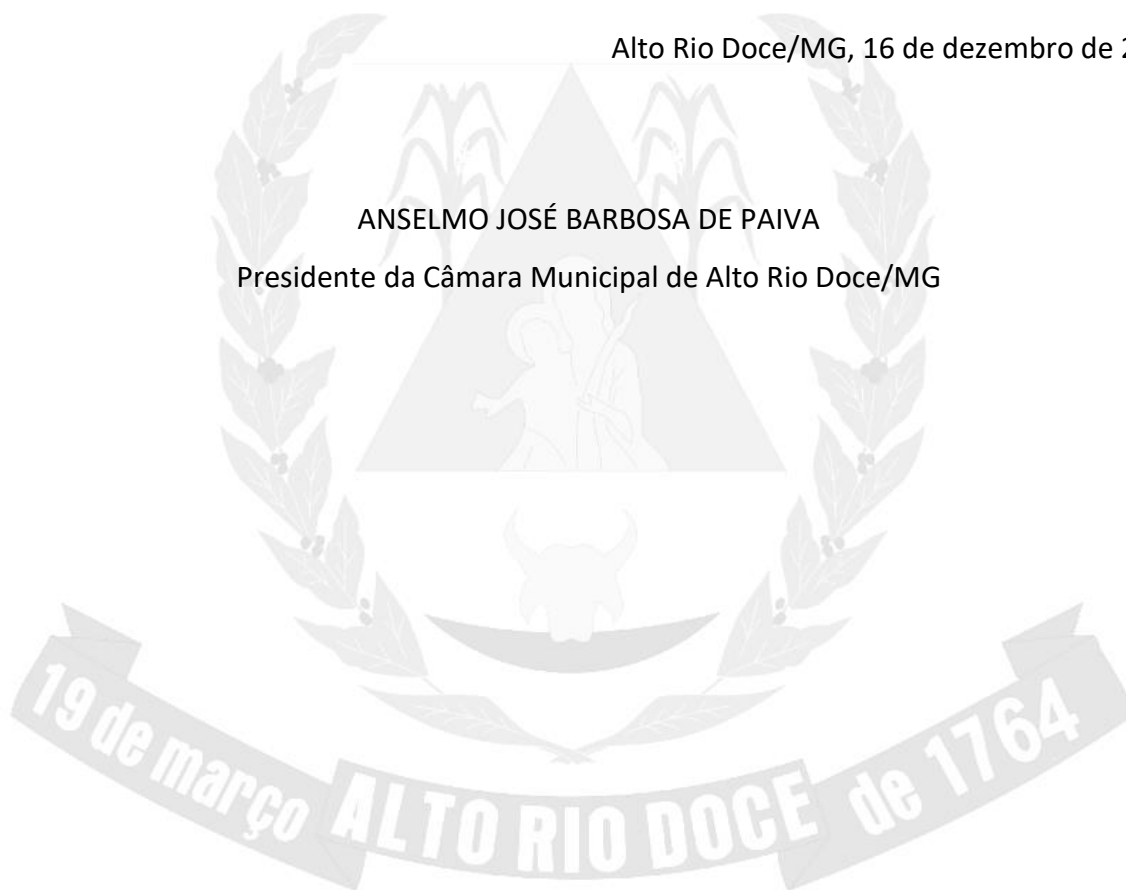 Alto Rio Doce/MG, 16 de dezembro de 2
ANSELMO JOSÉ BARBOSA DE PAIVA
Presidente da Câmara Municipal de Alto Rio Doce/MG
19 de março ALTO RIO DOCE de 1764